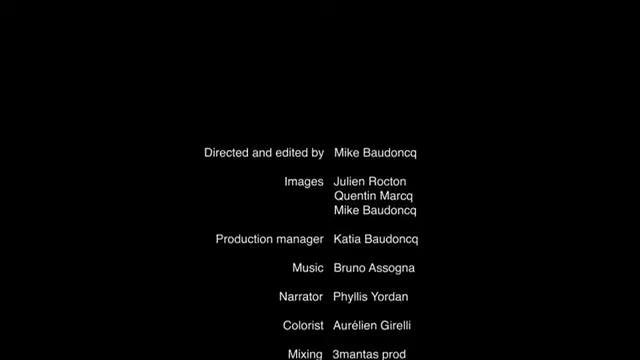 Directed and edited by Mike Baudoncq
Images Julien Rocton
Quentin Marcq
Mike Baudoncq
Production manager Katia Baudoncq
Music Bruno Assogna
Narrator Phyllis Yordan
Colorist Aurélien Girelli
Mixing 3mantas prod